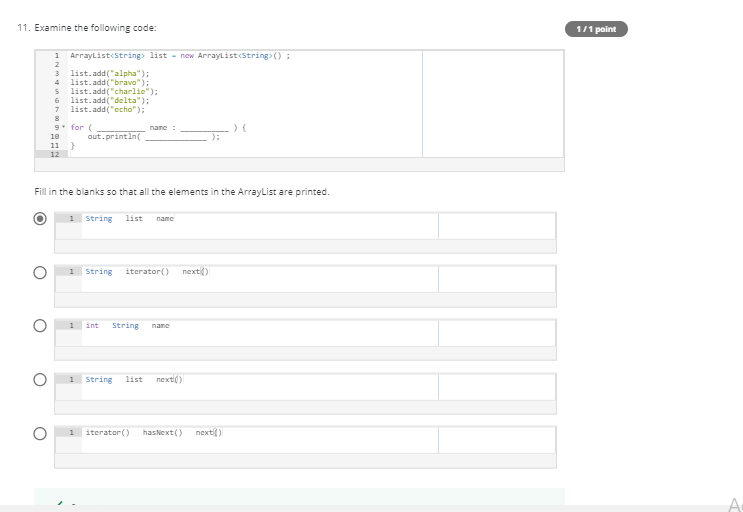 11. Examine the following code:
1 / 1 point
1 ArrayList<String> list = new ArrayList<String>() ;
2
3 list.add("alpha");
4 list.add("bravo");
5 list.add("charlie");
6 list.add("delta");
7 list.add("echo");
8
9 for ( ________ name : ________ ) {
10 out.println( __________ );
11 }
12
Fill in the blanks so that all the elements in the ArrayList are printed.
1 String list name
1 String iterator() next()
1 int String name
1 String list next()
1 iterator() hasNext() next()